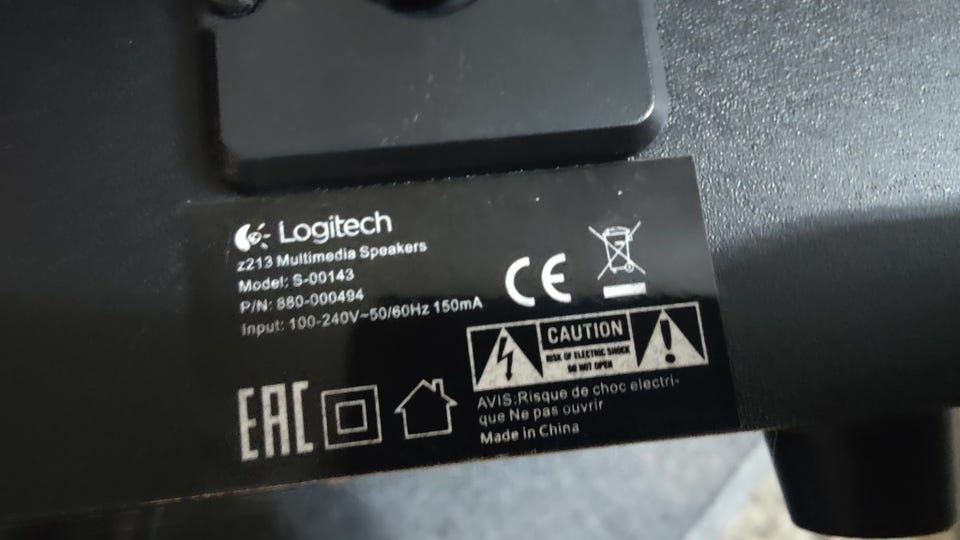 Logitech
z213 Multimedia Speakers
Model: S-00143
P/N: 880-000494
Input: 100-240V~50/60Hz 150mA
CE
CAUTION
RISK OF ELECTRIC SHOCK
DO NOT OPEN
AVIS:Risque de choc electri-
que Ne pas ouvrir
Made in China
EAC